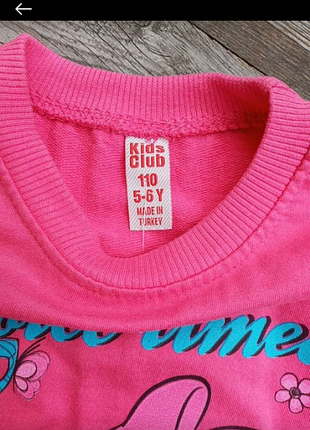 Kids
Club
110
5-6 Y
MADE IN
TURKEY